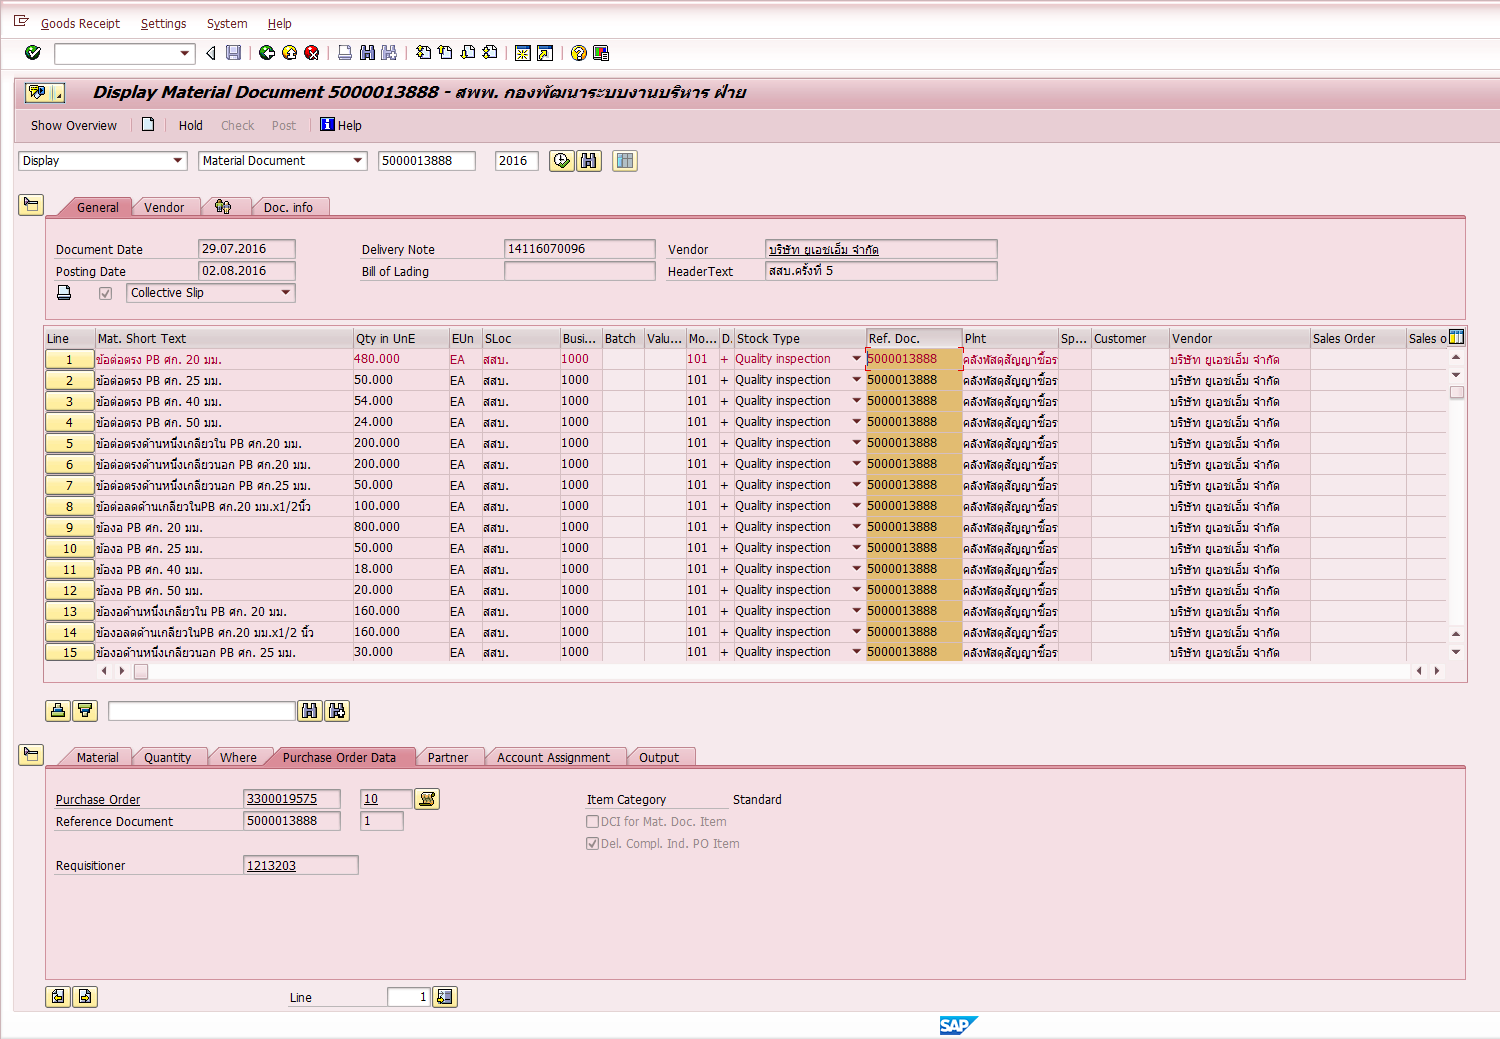 Goods Receipt Settings System Help
Display Material Document 5000013888 - สพพ. กองพัฒนาระบบงานบริหาร ฝ่าย
Show Overview Hold Check Post Help
Display Material Document 5000013888 2016
General Vendor Doc. info
Document Date 29.07.2016 Delivery Note 14116070096 Vendor บริษัท ยูเอชเอ็ม จำกัด
Posting Date 02.08.2016 Bill of Lading HeaderText สสบ.ครั้งที่ 5
Collective Slip
Line Mat. Short Text Qty in UnE EUn SLoc Busi... Batch Valu... Mo... D. Stock Type Ref. Doc. Plnt Sp... Customer Vendor Sales Order Sales o
1 ข้อต่อตรง PB ศก. 20 มม. 480.000 EA สสบ. 1000 101 + Quality inspection 5000013888 คลังพัสดุสัญญาซื้อร บริษัท ยูเอชเอ็ม จำกัด
2 ข้อต่อตรง PB ศก. 25 มม. 50.000 EA สสบ. 1000 101 + Quality inspection 5000013888 คลังพัสดุสัญญาซื้อร บริษัท ยูเอชเอ็ม จำกัด
3 ข้อต่อตรง PB ศก. 40 มม. 54.000 EA สสบ. 1000 101 + Quality inspection 5000013888 คลังพัสดุสัญญาซื้อร บริษัท ยูเอชเอ็ม จำกัด
4 ข้อต่อตรง PB ศก. 50 มม. 24.000 EA สสบ. 1000 101 + Quality inspection 5000013888 คลังพัสดุสัญญาซื้อร บริษัท ยูเอชเอ็ม จำกัด
5 ข้อต่อตรงด้านหนึ่งเกลียวใน PB ศก.20 มม. 200.000 EA สสบ. 1000 101 + Quality inspection 5000013888 คลังพัสดุสัญญาซื้อร บริษัท ยูเอชเอ็ม จำกัด
6 ข้อต่อตรงด้านหนึ่งเกลียวนอก PB ศก.20 มม. 200.000 EA สสบ. 1000 101 + Quality inspection 5000013888 คลังพัสดุสัญญาซื้อร บริษัท ยูเอชเอ็ม จำกัด
7 ข้อต่อตรงด้านหนึ่งเกลียวนอก PB ศก.25 มม. 50.000 EA สสบ. 1000 101 + Quality inspection 5000013888 คลังพัสดุสัญญาซื้อร บริษัท ยูเอชเอ็ม จำกัด
8 ข้อต่อลดด้านเกลียวในPB ศก.20 มม.x1/2นิ้ว 100.000 EA สสบ. 1000 101 + Quality inspection 5000013888 คลังพัสดุสัญญาซื้อร บริษัท ยูเอชเอ็ม จำกัด
9 ข้องอ PB ศก. 20 มม. 800.000 EA สสบ. 1000 101 + Quality inspection 5000013888 คลังพัสดุสัญญาซื้อร บริษัท ยูเอชเอ็ม จำกัด
10 ข้องอ PB ศก. 25 มม. 50.000 EA สสบ. 1000 101 + Quality inspection 5000013888 คลังพัสดุสัญญาซื้อร บริษัท ยูเอชเอ็ม จำกัด
11 ข้องอ PB ศก. 40 มม. 18.000 EA สสบ. 1000 101 + Quality inspection 5000013888 คลังพัสดุสัญญาซื้อร บริษัท ยูเอชเอ็ม จำกัด
12 ข้องอ PB ศก. 50 มม. 20.000 EA สสบ. 1000 101 + Quality inspection 5000013888 คลังพัสดุสัญญาซื้อร บริษัท ยูเอชเอ็ม จำกัด
13 ข้องอด้านหนึ่งเกลียวใน PB ศก. 20 มม. 160.000 EA สสบ. 1000 101 + Quality inspection 5000013888 คลังพัสดุสัญญาซื้อร บริษัท ยูเอชเอ็ม จำกัด
14 ข้องอลดด้านเกลียวในPB ศก.20 มม.x1/2 นิ้ว 160.000 EA สสบ. 1000 101 + Quality inspection 5000013888 คลังพัสดุสัญญาซื้อร บริษัท ยูเอชเอ็ม จำกัด
15 ข้องอด้านหนึ่งเกลียวนอก PB ศก. 25 มม. 30.000 EA สสบ. 1000 101 + Quality inspection 5000013888 คลังพัสดุสัญญาซื้อร บริษัท ยูเอชเอ็ม จำกัด
Material Quantity Where Purchase Order Data Partner Account Assignment Output
Purchase Order 3300019575 10 Item Category Standard
Reference Document 5000013888 1 DCI for Mat. Doc. Item
Del. Compl. Ind. PO Item
Requisitioner 1213203
Line 1
SAP